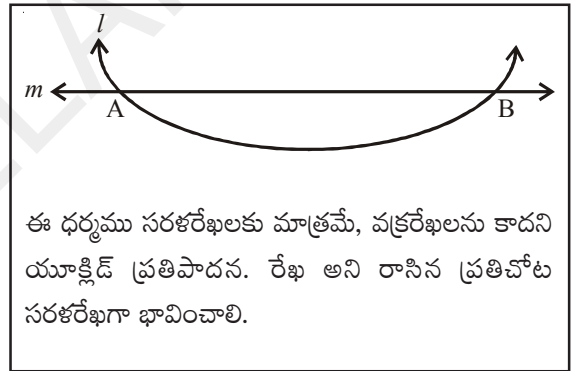 l
m
A B
ఈ ధర్మము సరళరేఖలకు మాత్రమే, వక్రరేఖలను కాదని
యూక్లిడ్ ప్రతిపాదన. రేఖ అని రాసిన ప్రతిచోట
సరళరేఖగా భావించాలి.